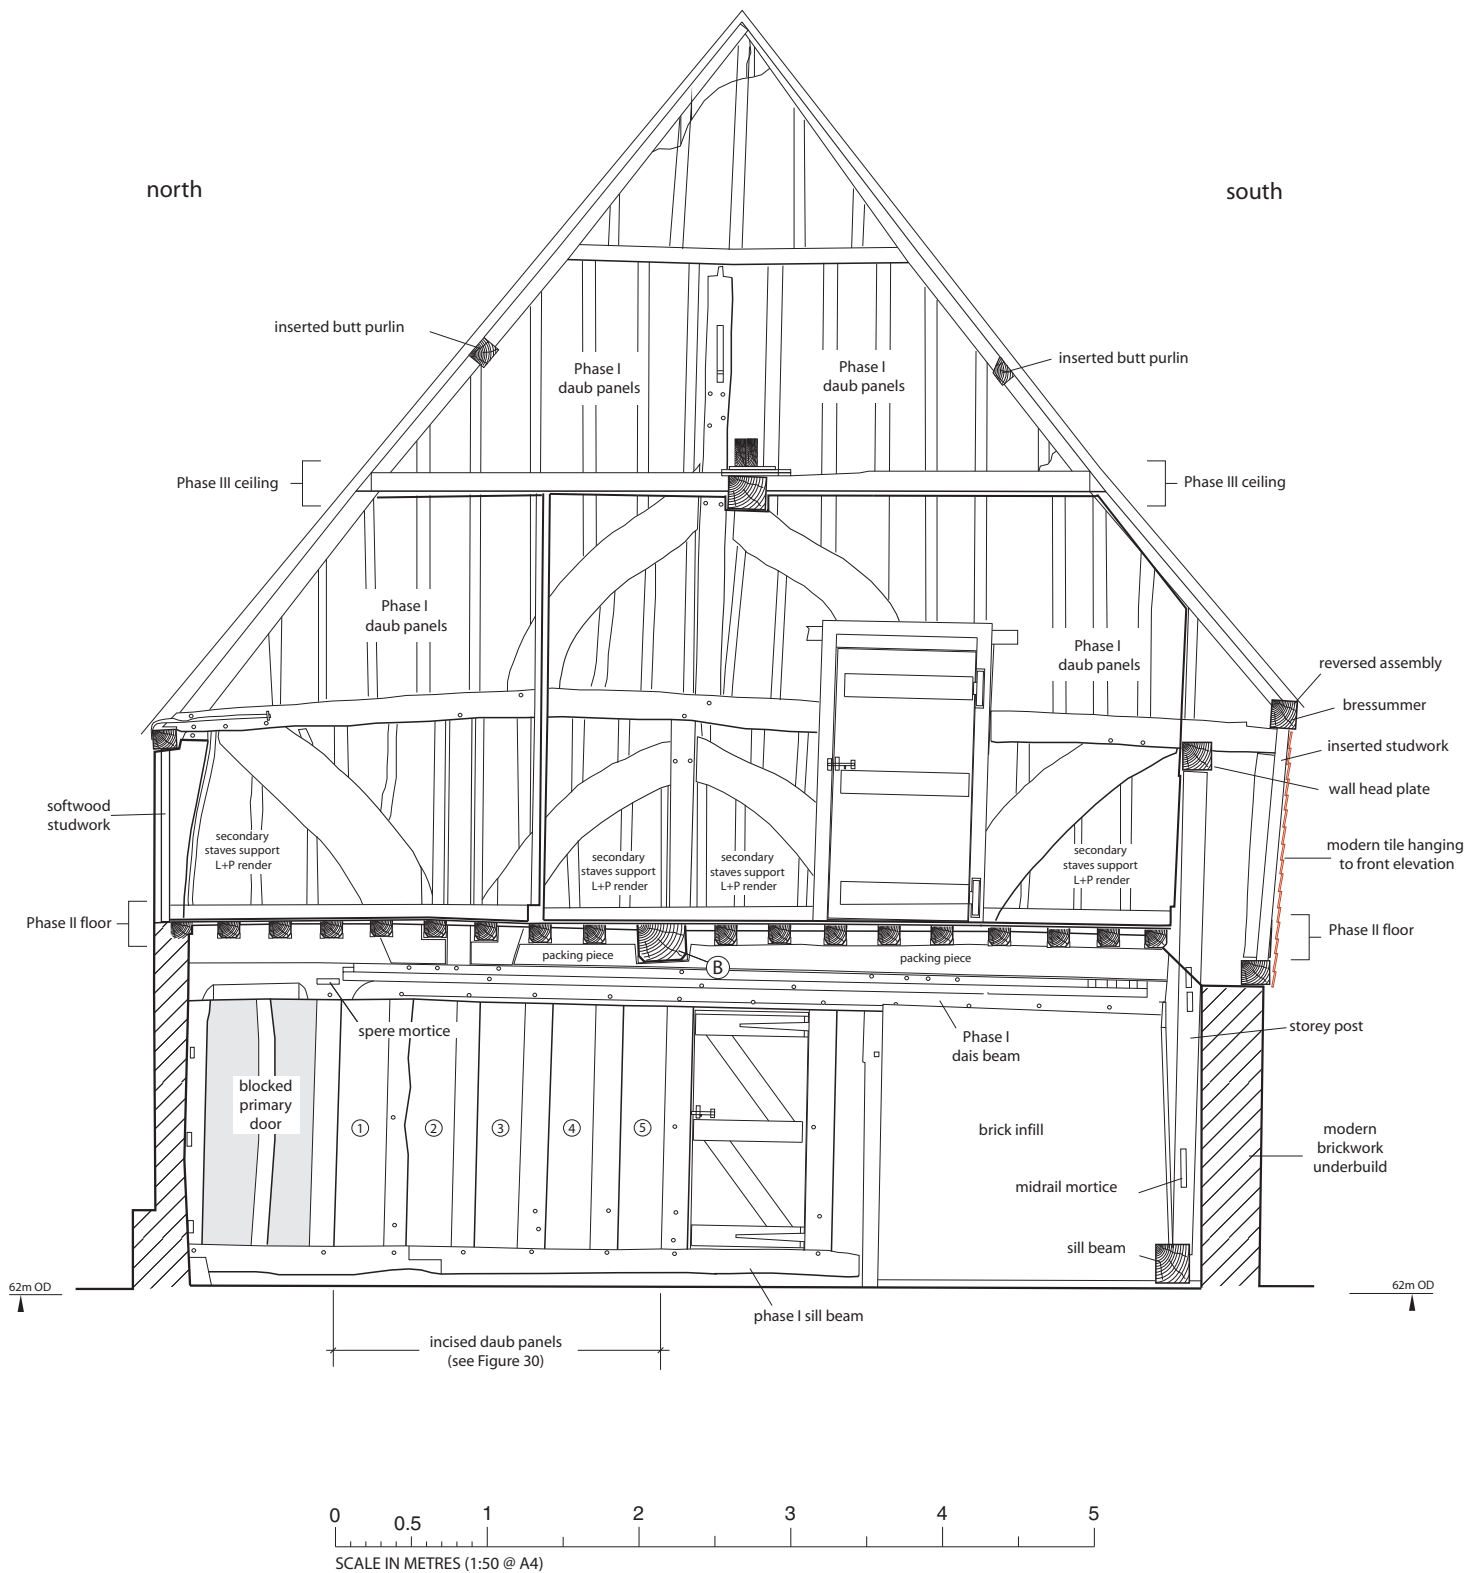 north
south
inserted butt purlin
inserted butt purlin
Phase I
daub panels
Phase I
daub panels
Phase III ceiling
Phase III ceiling
Phase I
daub panels
Phase I
daub panels
reversed assembly
bressummer
inserted studwork
wall head plate
softwood
studwork
secondary
staves support
L+P render
secondary
staves support
L+P render
secondary
staves support
L+P render
secondary
staves support
L+P render
modern tile hanging
to front elevation
Phase II floor
Phase II floor
packing piece
B
packing piece
spere mortice
Phase I
dais beam
storey post
blocked
primary
door
1
2
3
4
5
brick infill
modern
brickwork
underbuild
midrail mortice
sill beam
62m OD
62m OD
phase I sill beam
incised daub panels
(see Figure 30)
0
0.5
1
2
3
4
5
SCALE IN METRES (1:50 @ A4)